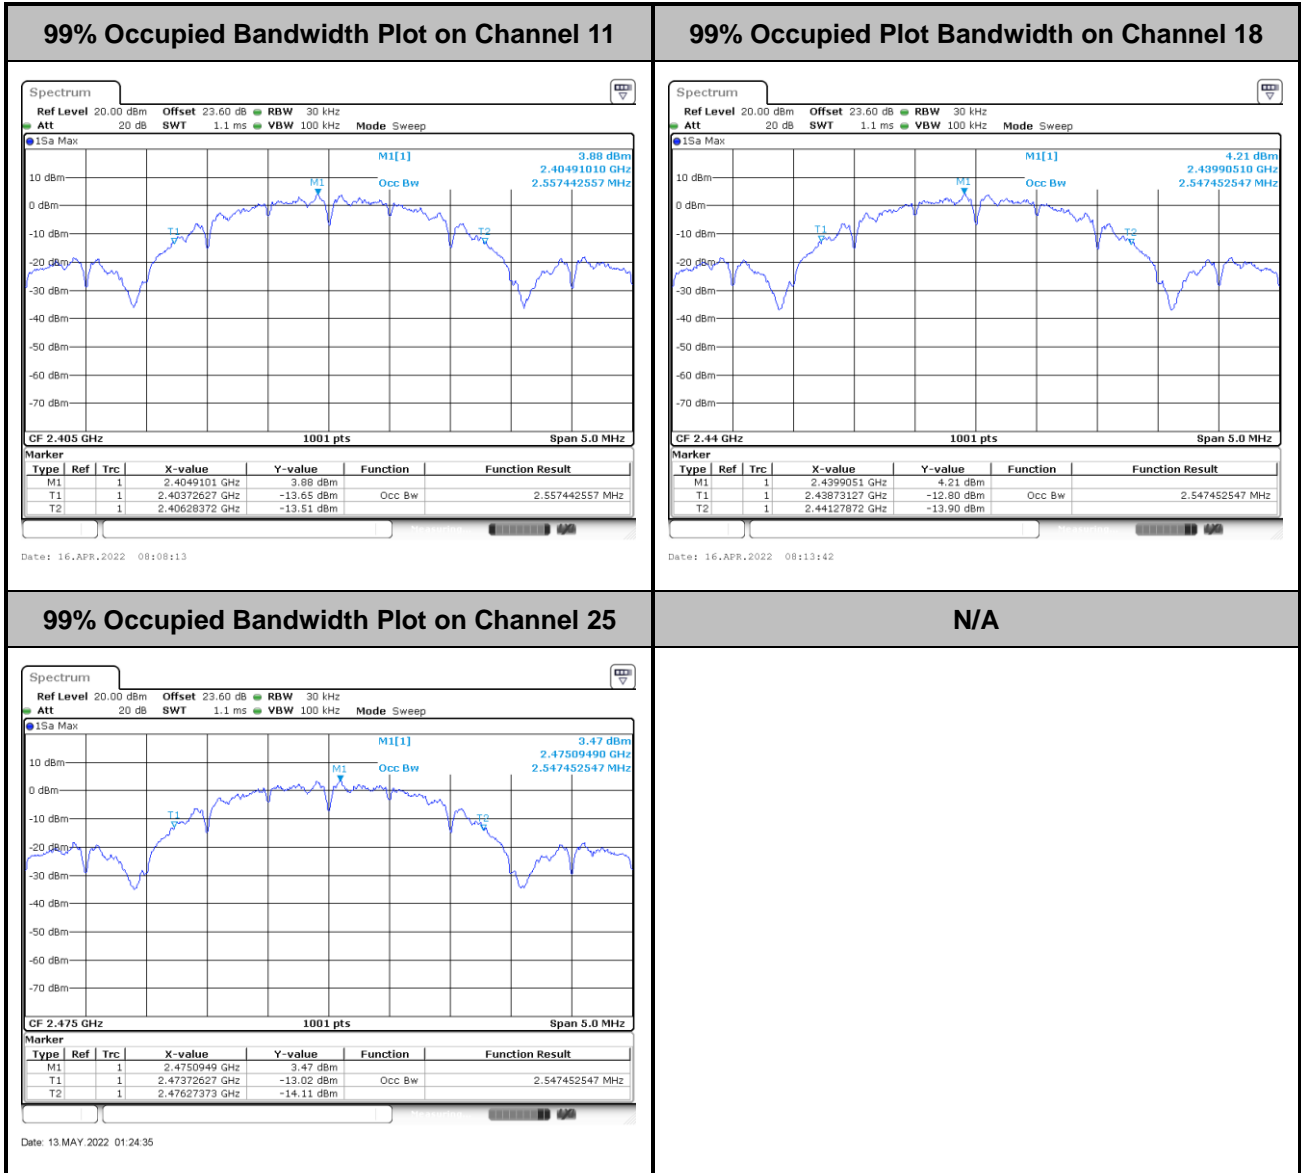 99% Occupied Bandwidth Plot on Channel 11
Spectrum
Ref Level 20.00 dBm Offset 23.60 dB RBW 30 kHz
Att 20 dB SWT 1.1 ms VBW 100 kHz Mode Sweep
1Sa Max
M1[1] 3.88 dBm
2.40491010 GHz
Occ Bw 2.557442557 MHz
10 dBm
M1
0 dBm
T1
T2
-10 dBm
-20 dBm
-30 dBm
-40 dBm
-50 dBm
-60 dBm
-70 dBm
CF 2.405 GHz 1001 pts Span 5.0 MHz
Marker
Type Ref Trc X-value Y-value Function Function Result
M1 1 2.4049101 GHz 3.88 dBm
T1 1 2.40372627 GHz -13.65 dBm Occ Bw 2.557442557 MHz
T2 1 2.40628372 GHz -13.51 dBm
Date: 16.APR.2022 08:08:13
99% Occupied Plot Bandwidth on Channel 18
Spectrum
Ref Level 20.00 dBm Offset 23.60 dB RBW 30 kHz
Att 20 dB SWT 1.1 ms VBW 100 kHz Mode Sweep
1Sa Max
M1[1] 4.21 dBm
2.43990510 GHz
Occ Bw 2.547452547 MHz
10 dBm
M1
0 dBm
T1
T2
-10 dBm
-20 dBm
-30 dBm
-40 dBm
-50 dBm
-60 dBm
-70 dBm
CF 2.44 GHz 1001 pts Span 5.0 MHz
Marker
Type Ref Trc X-value Y-value Function Function Result
M1 1 2.4399051 GHz 4.21 dBm
T1 1 2.43873127 GHz -12.80 dBm Occ Bw 2.547452547 MHz
T2 1 2.44127872 GHz -13.90 dBm
Date: 16.APR.2022 08:13:42
99% Occupied Bandwidth Plot on Channel 25
Spectrum
Ref Level 20.00 dBm Offset 23.60 dB RBW 30 kHz
Att 20 dB SWT 1.1 ms VBW 100 kHz Mode Sweep
1Sa Max
M1[1] 3.47 dBm
2.47509490 GHz
Occ Bw 2.547452547 MHz
10 dBm
M1
0 dBm
T1
T2
-10 dBm
-20 dBm
-30 dBm
-40 dBm
-50 dBm
-60 dBm
-70 dBm
CF 2.475 GHz 1001 pts Span 5.0 MHz
Marker
Type Ref Trc X-value Y-value Function Function Result
M1 1 2.4750949 GHz 3.47 dBm
T1 1 2.47372627 GHz -13.02 dBm Occ Bw 2.547452547 MHz
T2 1 2.47627373 GHz -14.11 dBm
Date: 13.MAY.2022 01:24:35
N/A